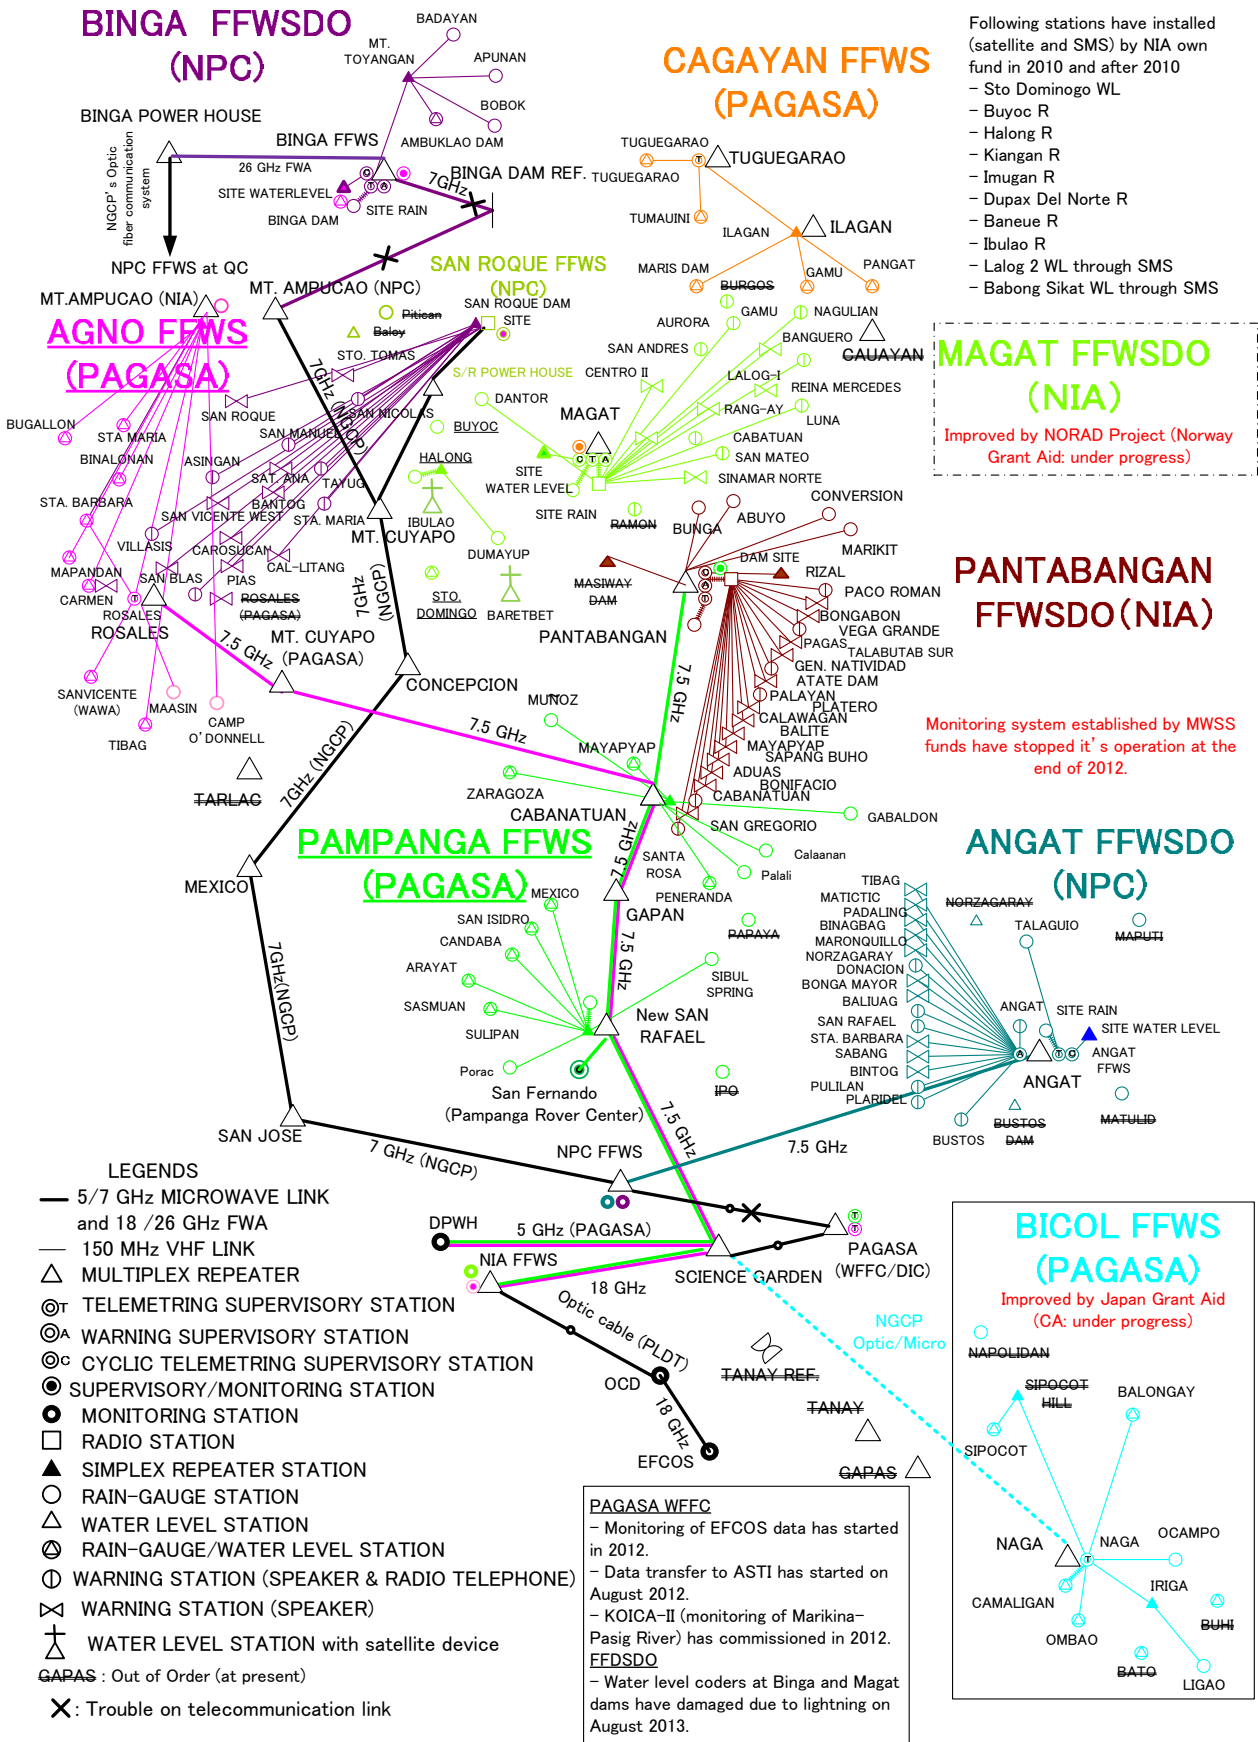 BINGA FFWSDO
(NPC)
BADAYAN
MT.
TOYANGAN
APUNAN
BOBOK
AMBUKLAO DAM
BINGA POWER HOUSE
BINGA FFWS
26 GHz FWA
NGCP's Optic
fiber communication
system
C
T A
SITE WATERLEVEL
BINGA DAM
SITE RAIN
BINGA DAM REF.
7GHz
NPC FFWS at QC
CAGAYAN FFWS
(PAGASA)
TUGUEGARAO
T
TUGUEGARAO
TUGUEGARAO
TUMAUINI
ILAGAN
ILAGAN
MARIS DAM
GAMU
PANGAT
Following stations have installed
(satellite and SMS) by NIA own
fund in 2010 and after 2010
- Sto Dominogo WL
- Buyoc R
- Halong R
- Kiangan R
- Imugan R
- Dupax Del Norte R
- Baneue R
- Ibulao R
- Lalog 2 WL through SMS
- Babong Sikat WL through SMS
MT.AMPUCAO (NIA)
MT. AMPUCAO (NPC)
AGNO FFWS
(PAGASA)
SAN ROQUE FFWS
(NPC)
SAN ROQUE DAM
SITE
Pitican
Baloy
STO. TOMAS
S/R POWER HOUSE
7GHz (NGCP)
SAN ROQUE
SAN NICOLAS
SAN MANUEL
BUGALLON
STA MARIA
BINALONAN
ASINGAN
SAT. ANA
TAYUG
STA. BARBARA
BANTOG
SAN VICENTE WEST
STA. MARIA
MT. CUYAPO
VILLASIS
CAROSUCAN
CAL-LITANG
MAPANDAN
SAN BLAS
PIAS
CARMEN
T
ROSALES
ROSALES
ROSALES
(PAGASA)
MT. CUYAPO
(PAGASA)
7.5 GHz
7GHz
(NGCP)
CONCEPCION
SANVICENTE
(WAWA)
MAASIN
CAMP
O'DONNELL
TIBAG
TARLAC
7GHz (NGCP)
7.5 GHz
BURGOS
GAMU
NAGULIAN
AURORA
SAN ANDRES
BANGUERO
CAUAYAN
CENTRO II
LALOG-I
REINA MERCEDES
DANTOR
MAGAT
RANG-AY
LUNA
BUYOC
C T A
CABATUAN
SAN MATEO
SINAMAR NORTE
HALONG
SITE
WATER LEVEL
SITE RAIN
RAMON
IBULAO
DUMAYUP
STO.
DOMINGO
BARETBET
MAGAT FFWSDO
(NIA)
Improved by NORAD Project (Norway
Grant Aid: under progress)
CONVERSION
BUNGA
ABUYO
MARIKIT
DAM SITE
MASIWAY
DAM
C
A
T
RIZAL
PACO ROMAN
BONGABON
VEGA GRANDE
PAGAS
TALABUTAB SUR
GEN. NATIVIDAD
ATATE DAM
PALAYAN
PLATERO
CALAWAGAN
BALITE
MAYAPYAP
SAPANG BUHO
ADUAS
BONIFACIO
CABANATUAN
SAN GREGORIO
PANTABANGAN
PANTABANGAN
FFWSDO(NIA)
7.5 GHz
Monitoring system established by MWSS
funds have stopped it's operation at the
end of 2012.
MUÑOZ
MAYAPYAP
ZARAGOZA
CABANATUAN
GABALDON
Calaanan
Palali
SANTA
ROSA
PENERANDA
PAMPANGA FFWS
(PAGASA)
7.5 GHz
GAPAN
7.5 GHz
PAPAYA
MEXICO
MEXICO
SAN ISIDRO
CANDABA
ARAYAT
SASMUAN
SULIPAN
Porac
New SAN
RAFAEL
SIBUL
SPRING
San Fernando
(Pampanga Rover Center)
IPO
7GHz(NGCP)
SAN JOSE
7 GHz (NGCP)
7.5 GHz
ANGAT FFWSDO
(NPC)
TIBAG
MATICTIC
PADALING
BINAGBAG
MARONQUILLO
NORZAGARAY
DONACION
BONGA MAYOR
BALIUAG
SAN RAFAEL
STA. BARBARA
SABANG
BINTOG
PULILAN
PLARIDEL
NORZAGARAY
TALAGUIO
MAPUTI
ANGAT
SITE RAIN
SITE WATER LEVEL
A
T C
ANGAT
FFWS
ANGAT
BUSTOS
BUSTOS
DAM
MATULID
7.5 GHz
NPC FFWS
DPWH
5 GHz (PAGASA)
NIA FFWS
18 GHz
SCIENCE GARDEN
T
T
PAGASA
(WFFC/DIC)
Optic cable (PLDT)
OCD
18 GHz
EFCOS
NGCP
Optic/Micro
TANAY REF.
TANAY
GAPAS
LEGENDS
5/7 GHz MICROWAVE LINK
and 18 /26 GHz FWA
150 MHz VHF LINK
MULTIPLEX REPEATER
T TELEMETRING SUPERVISORY STATION
A WARNING SUPERVISORY STATION
C CYCLIC TELEMETRING SUPERVISORY STATION
SUPERVISORY/MONITORING STATION
MONITORING STATION
RADIO STATION
SIMPLEX REPEATER STATION
RAIN-GAUGE STATION
WATER LEVEL STATION
RAIN-GAUGE/WATER LEVEL STATION
WARNING STATION (SPEAKER & RADIO TELEPHONE)
WARNING STATION (SPEAKER)
WATER LEVEL STATION with satellite device
GAPAS : Out of Order (at present)
: Trouble on telecommunication link
PAGASA WFFC
- Monitoring of EFCOS data has started
in 2012.
- Data transfer to ASTI has started on
August 2012.
- KOICA-II (monitoring of Marikina-
Pasig River) has commissioned in 2012.
FFDSDO
- Water level coders at Binga and Magat
dams have damaged due to lightning on
August 2013.
BICOL FFWS
(PAGASA)
Improved by Japan Grant Aid
(CA: under progress)
NAPOLIDAN
SIPOCOT
HILL
BALONGAY
SIPOCOT
NAGA
T
NAGA
OCAMPO
CAMALIGAN
IRIGA
BUHI
OMBAO
BATO
LIGAO